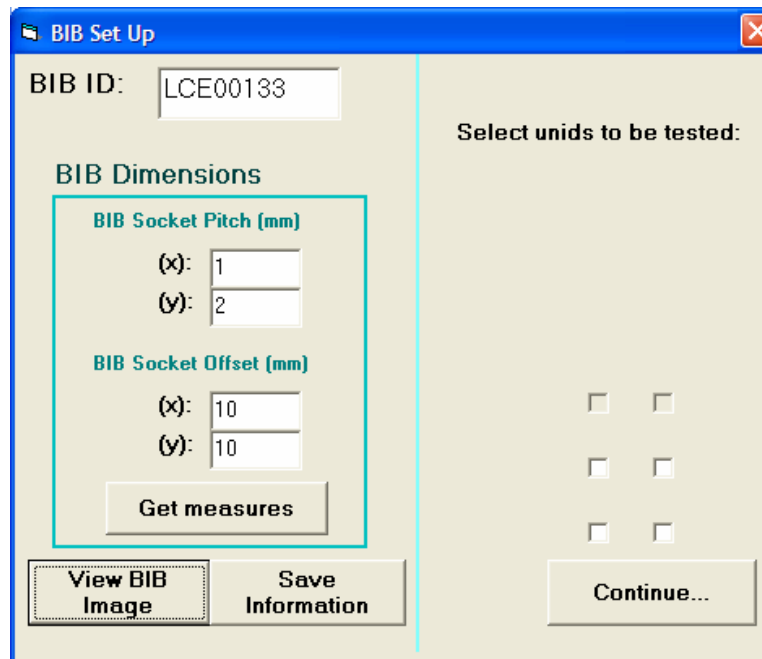 BIB Set Up
BIB ID: LCE00133
BIB Dimensions
BIB Socket Pitch (mm)
(x): 1
(y): 2
BIB Socket Offset (mm)
(x): 10
(y): 10
Get measures
View BIB
Image
Save
Information
Select unids to be tested:
Continue...